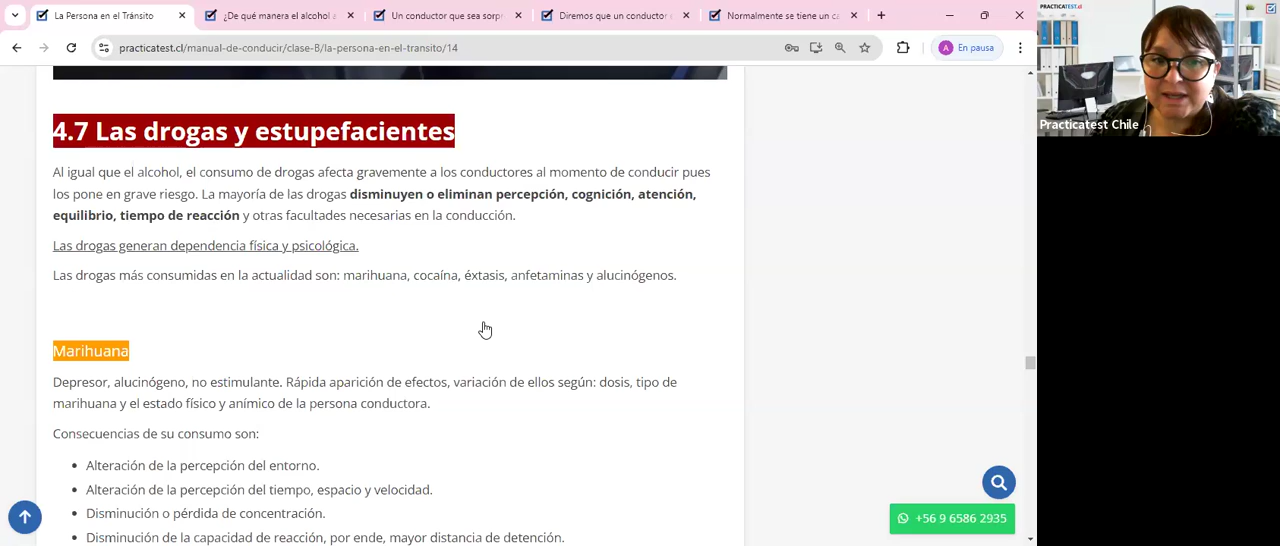 La Persona en el Tránsito
¿De qué manera el alcohol a
Un conductor que sea sorpr
Diremos que un conductor e
Normalmente se tiene un ca
practicatest.cl/manual-de-conducir/clase-B/la-persona-en-el-transito/14
A
En pausa
PRACTICATEST.cl
Practicatest Chile
4.7 Las drogas y estupefacientes
Al igual que el alcohol, el consumo de drogas afecta gravemente a los conductores al momento de conducir pues
los pone en grave riesgo. La mayoría de las drogas disminuyen o eliminan percepción, cognición, atención,
equilibrio, tiempo de reacción y otras facultades necesarias en la conducción.
Las drogas generan dependencia física y psicológica.
Las drogas más consumidas en la actualidad son: marihuana, cocaína, éxtasis, anfetaminas y alucinógenos.
Marihuana
Depresor, alucinógeno, no estimulante. Rápida aparición de efectos, variación de ellos según: dosis, tipo de
marihuana y el estado físico y anímico de la persona conductora.
Consecuencias de su consumo son:
• Alteración de la percepción del entorno.
• Alteración de la percepción del tiempo, espacio y velocidad.
• Disminución o pérdida de concentración.
• Disminución de la capacidad de reacción, por ende, mayor distancia de detención.
+56 9 6586 2935